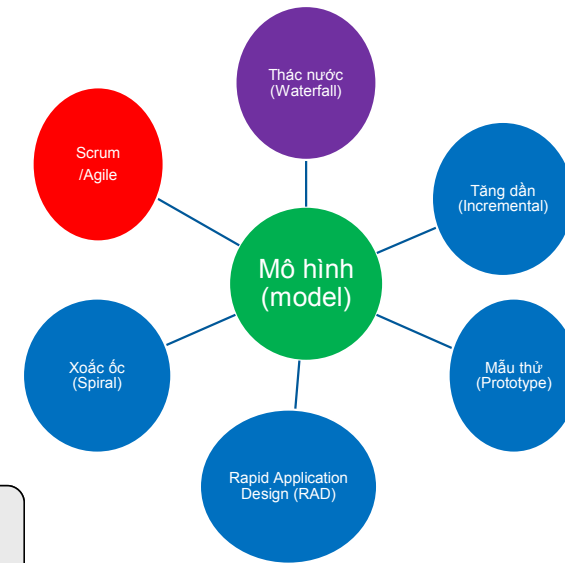 Thác nước
(Waterfall)
Scrum
/Agile
Tăng dần
(Incremental)
Mô hình
(model)
Xoắc ốc
(Spiral)
Mẫu thử
(Prototype)
Rapid Application
Design (RAD)